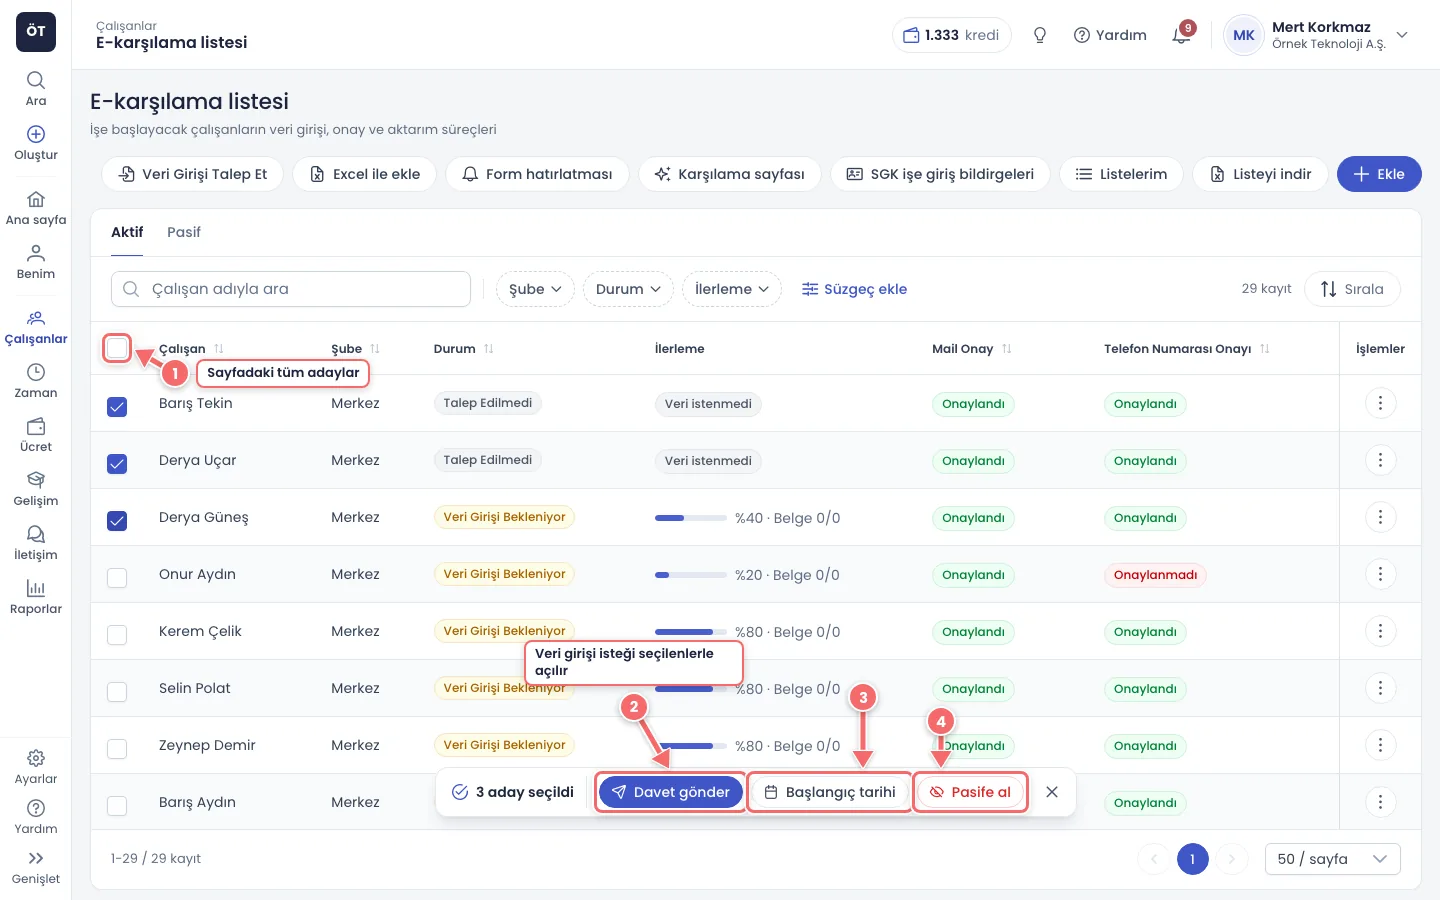 ÖT
Ara
Oluştur
Ana sayfa
Benim
Çalışanlar
Zaman
Ücret
Gelişim
İletişim
Raporlar
Ayarlar
Yardım
Genişlet
Çalışanlar
E-karşılama listesi
1.333 kredi
Yardım
9
MK
Mert Korkmaz
Örnek Teknoloji A.Ş.
E-karşılama listesi
İşe başlayacak çalışanların veri girişi, onay ve aktarım süreçleri
Veri Girişi Talep Et
Excel ile ekle
Form hatırlatması
Karşılama sayfası
SGK işe giriş bildirgeleri
Listelerim
Listeyi indir
Ekle
Aktif
Pasif
Çalışan adıyla ara
Şube
Durum
İlerleme
Süzgeç ekle
29 kayıt
Sırala
Çalışan
Şube
Durum
İlerleme
Mail Onay
Telefon Numarası Onayı
İşlemler
1
Sayfadaki tüm adaylar
Barış Tekin Merkez Talep Edilmedi Veri istenmedi Onaylandı Onaylandı
Derya Uçar Merkez Talep Edilmedi Veri istenmedi Onaylandı Onaylandı
Derya Güneş Merkez Veri Girişi Bekleniyor %40 · Belge 0/0 Onaylandı Onaylandı
Onur Aydın Merkez Veri Girişi Bekleniyor %20 · Belge 0/0 Onaylandı Onaylanmadı
Kerem Çelik Merkez Veri Girişi Bekleniyor %80 · Belge 0/0 Onaylandı Onaylandı
Veri girişi isteği seçilenlerle
açılır
Selin Polat Merkez Veri Girişi Bekleniyor %80 · Belge 0/0 Onaylandı Onaylandı
2
3
4
Zeynep Demir Merkez Veri Girişi Bekleniyor %80 · Belge 0/0 Onaylandı Onaylandı
3 aday seçildi
Davet gönder
Başlangıç tarihi
Pasife al
Barış Aydın Merkez Onaylandı
1-29 / 29 kayıt
1
50 / sayfa